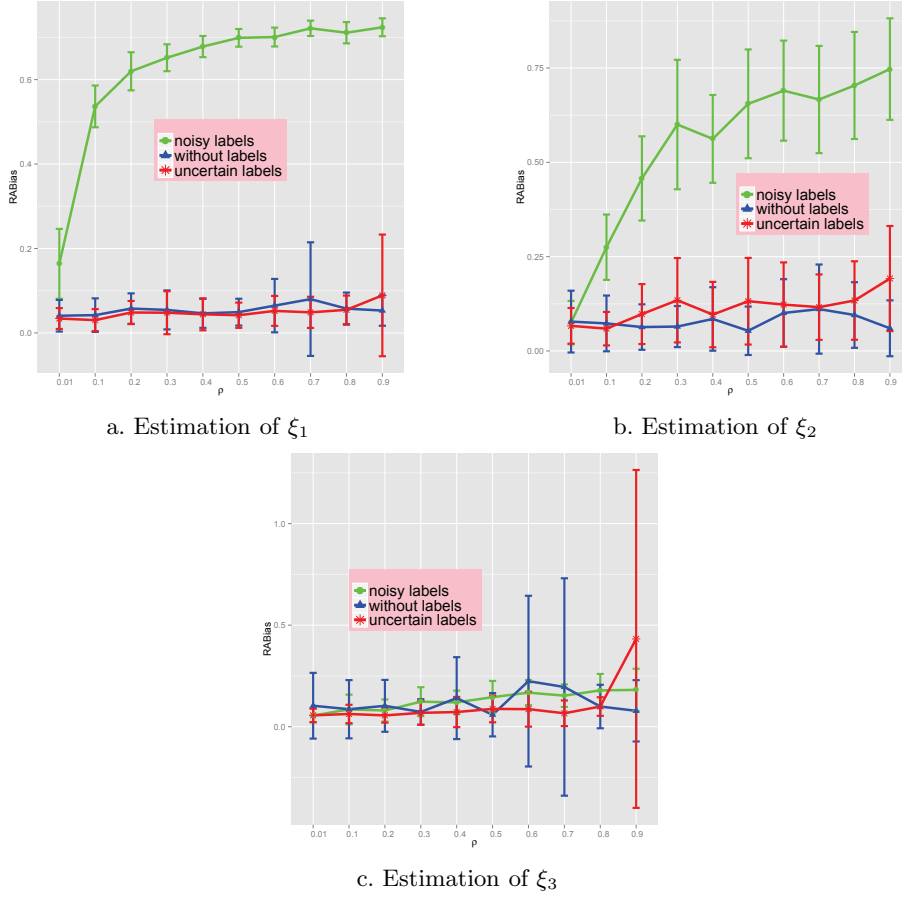 0.6
0.4
0.2
0.0
RABias
noisy labels
without labels
uncertain labels
0.01 0.1 0.2 0.3 0.4 0.5 0.6 0.7 0.8 0.9
ρ
a. Estimation of ξ1
0.75
0.50
0.25
0.00
RABias
noisy labels
without labels
uncertain labels
0.01 0.1 0.2 0.3 0.4 0.5 0.6 0.7 0.8 0.9
ρ
b. Estimation of ξ2
1.0
0.5
0.0
RABias
noisy labels
without labels
uncertain labels
0.01 0.1 0.2 0.3 0.4 0.5 0.6 0.7 0.8 0.9
ρ
c. Estimation of ξ3